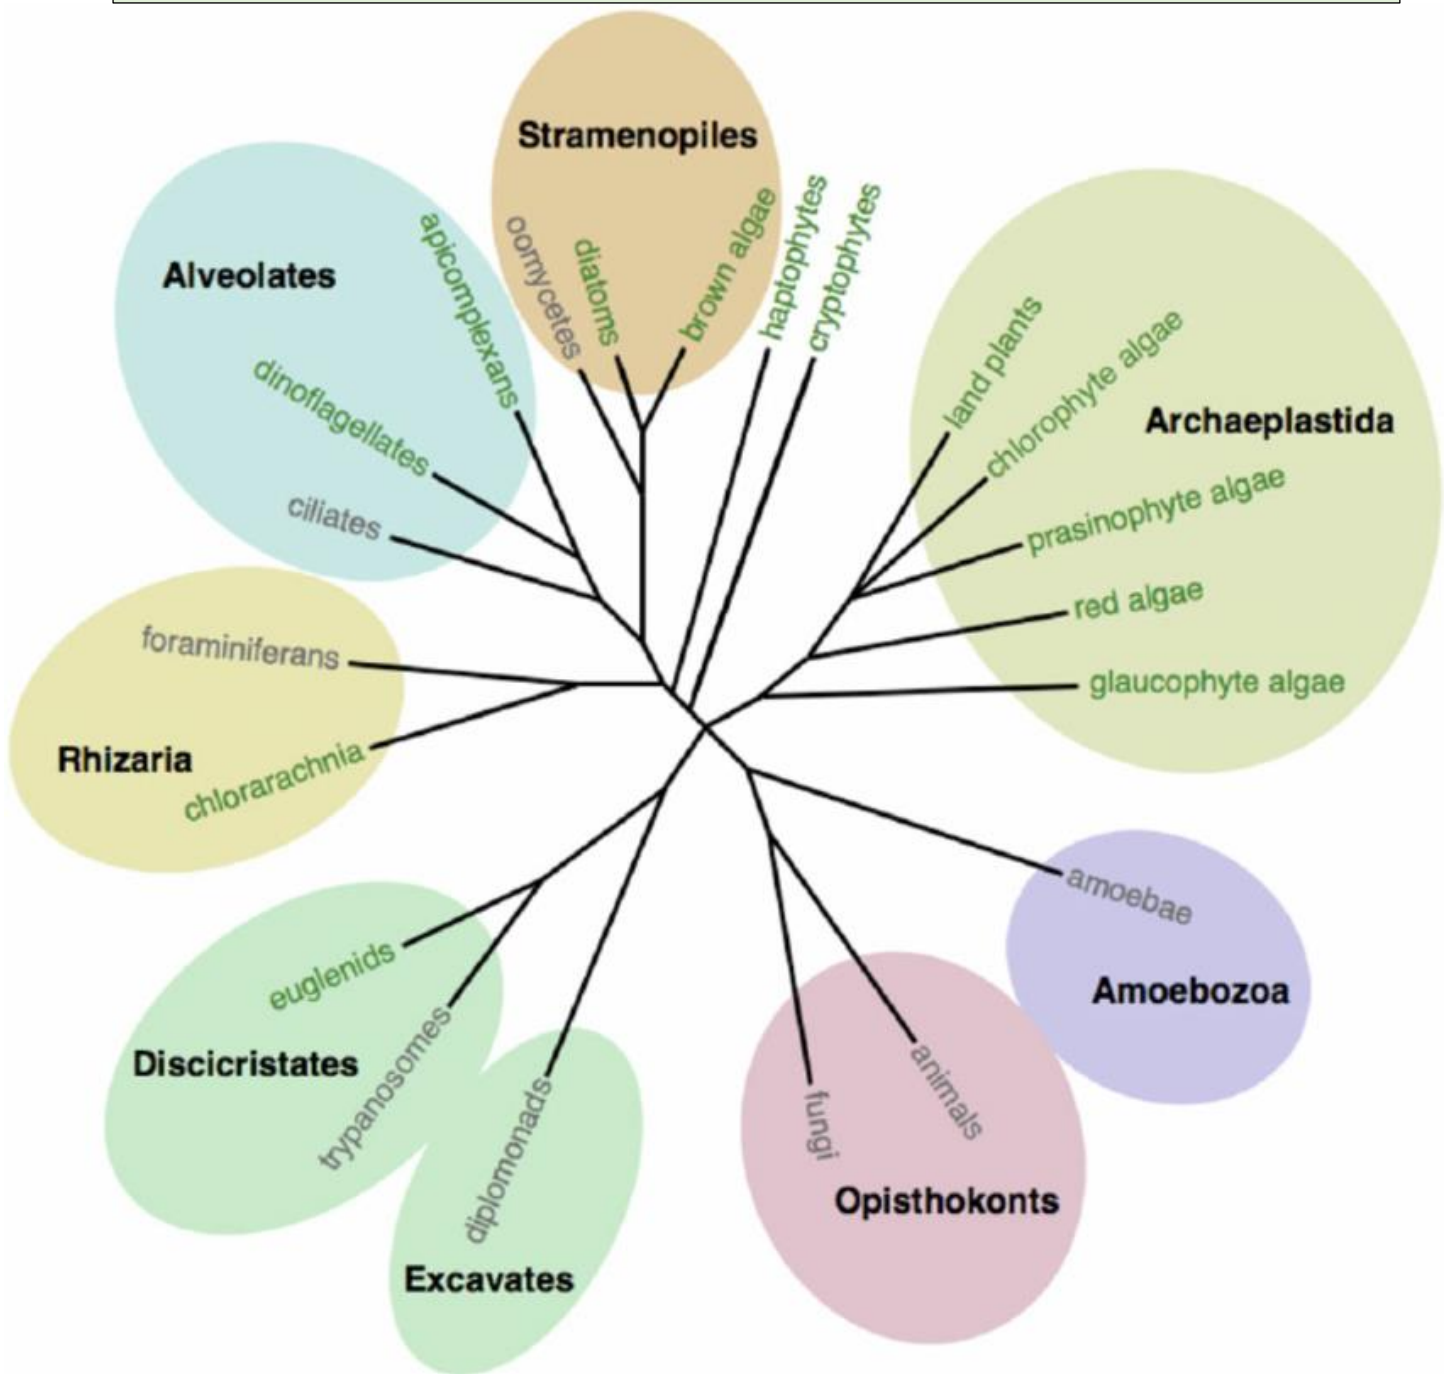 Stramenopiles
oomycetes
diatoms
brown algae
haptophytes
cryptophytes
Alveolates
apicomplexans
dinoflagellates
ciliates
Archaeplastida
land plants
chlorophyte algae
prasinophyte algae
red algae
glaucophyte algae
foraminiferans
Rhizaria
chlorarachnia
amoebae
Amoebozoa
euglenids
Discicristates
trypanosomes
diplomonads
Excavates
fungi
animals
Opisthokonts